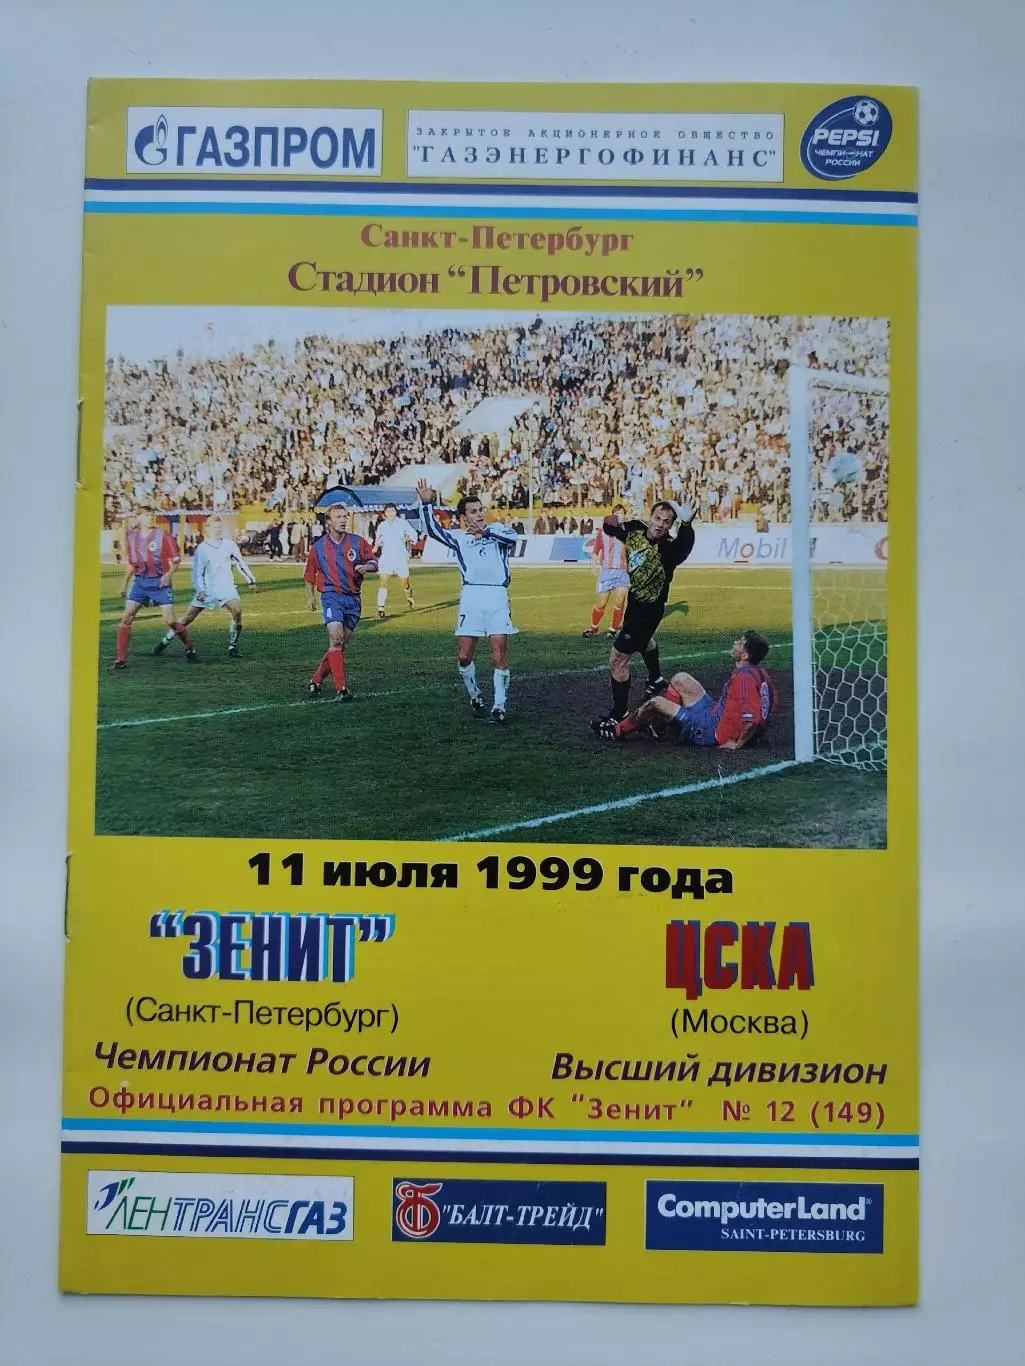 ГАЗПРОМ
ЗАКРЫТОЕ АКЦИОНЕРНОЕ ОБЩЕСТВО
"ГАЗЭНЕРГОФИНАНС"
PEPSI
ЧЕМПИОНАТ
РОССИИ
Санкт-Петербург
Стадион “Петровский”
Mobil
7
11 июля 1999 года
“ЗЕНИТ”
ЦСКА
(Санкт-Петербург)
(Москва)
Чемпионат России
Высший дивизион
Официальная программа ФК "Зенит" № 12 (149)
ЛЕНТРАНСГАЗ
"БАЛТ-ТРЕЙД"
ComputerLand®
SAINT-PETERSBURG